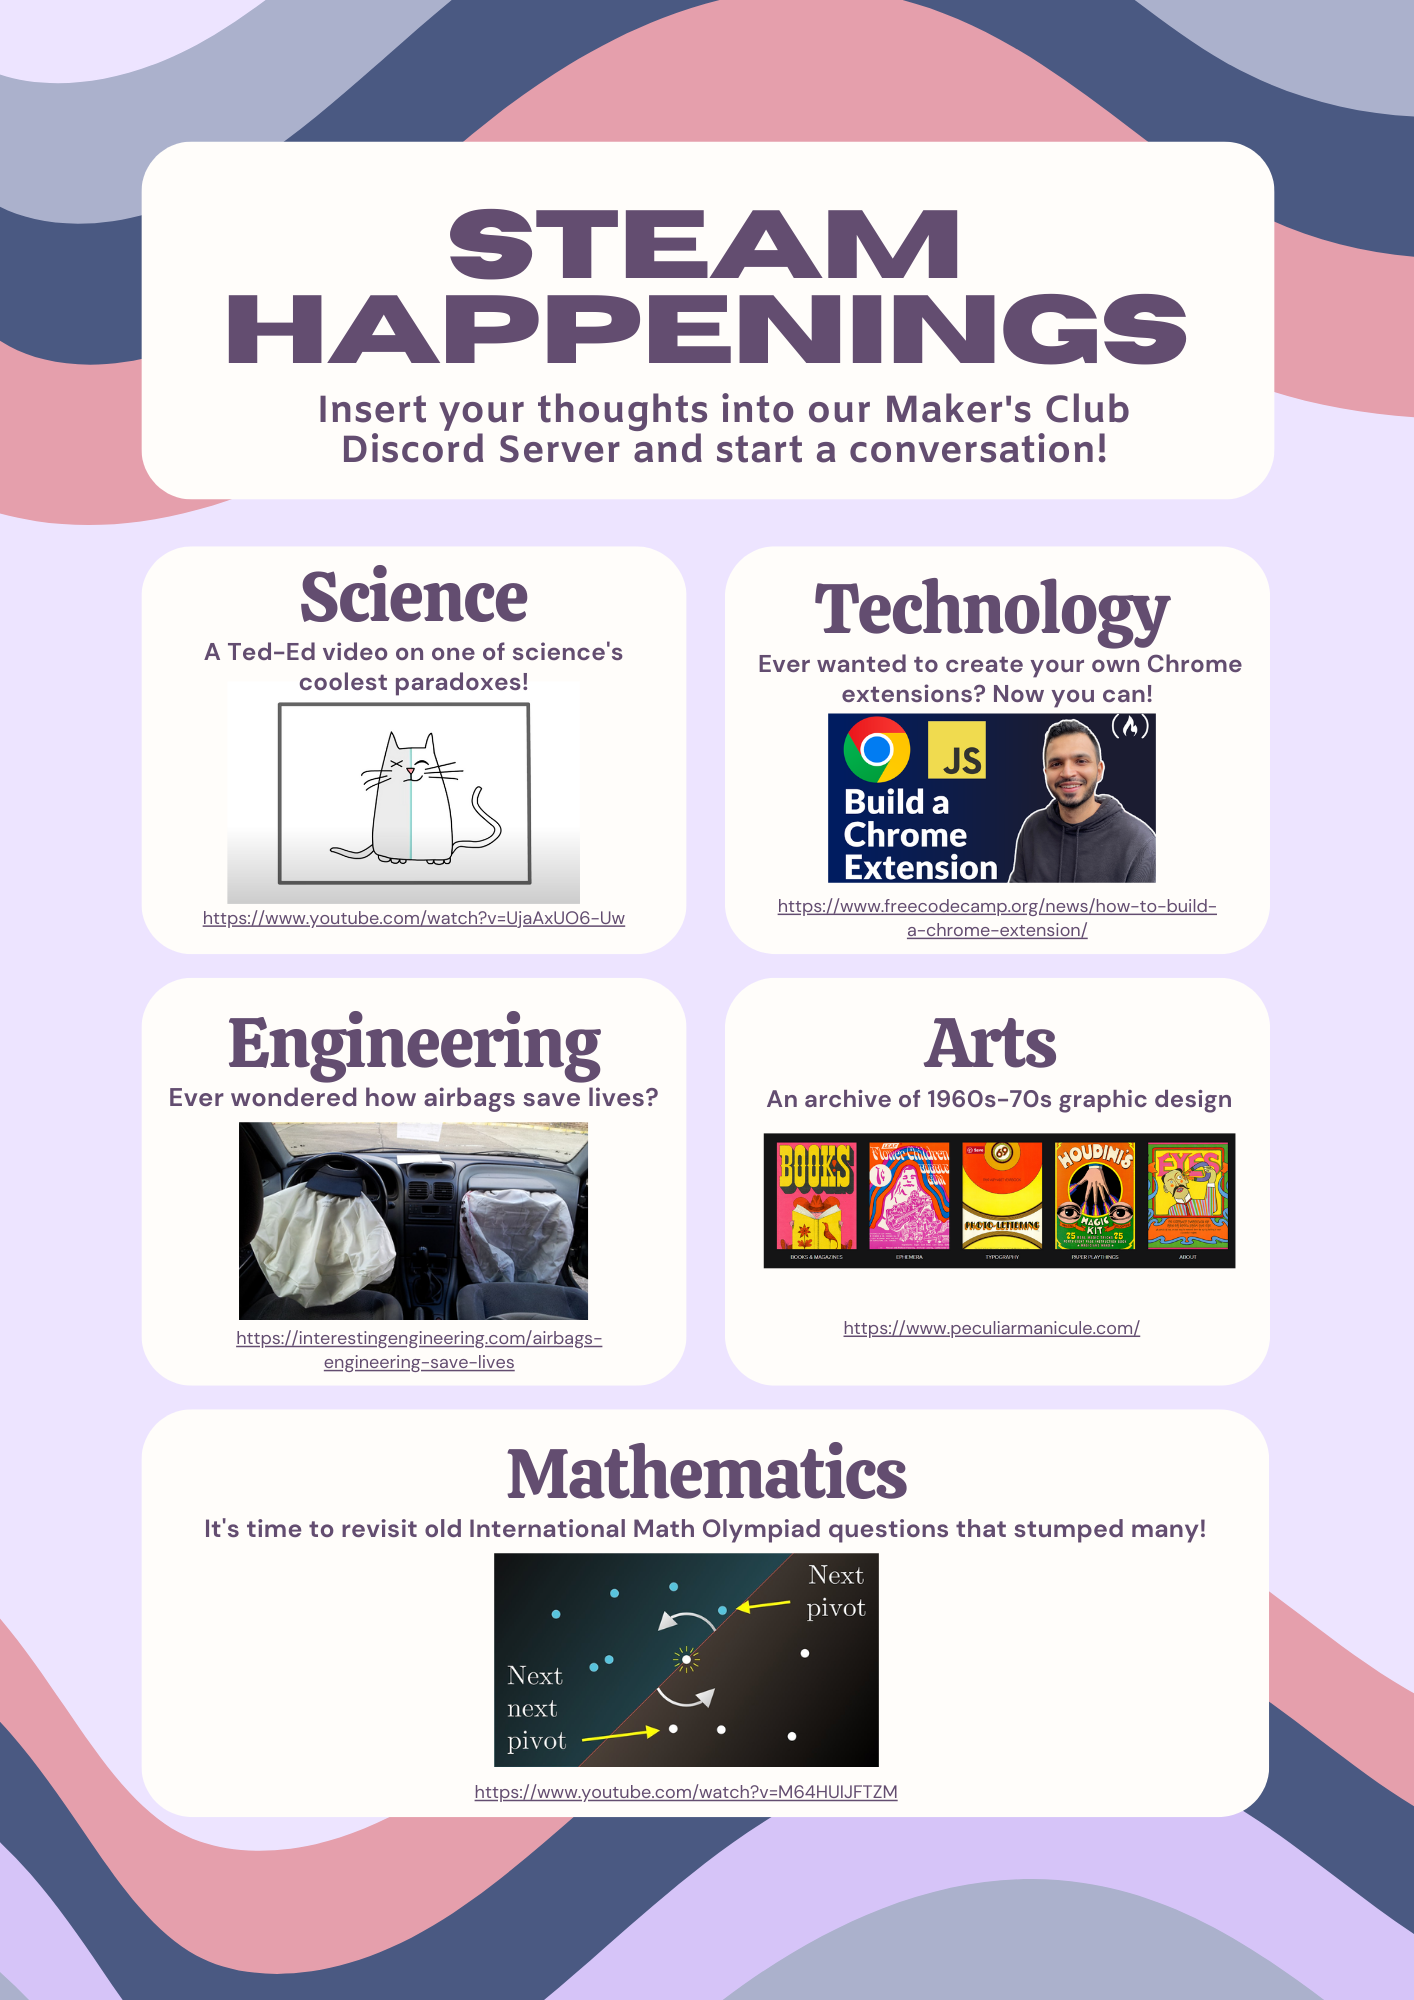 STEAM
HAPPENINGS
Insert your thoughts into our Maker's Club
Discord Server and start a conversation!
Science
A Ted-Ed video on one of science's
coolest paradoxes!
https://www.youtube.com/watch?v=UjaAxUO6-Uw
Technology
Ever wanted to create your own Chrome
extensions? Now you can!
JS
Build a
Chrome
Extension
https://www.freecodecamp.org/news/how-to-build-
a-chrome-extension/
Engineering
Ever wondered how airbags save lives?
https://interestingengineering.com/airbags-
engineering-save-lives
Arts
An archive of 1960s-70s graphic design
BOOKS
Flower Children
Save
69
PHOTO-LETTERING
HOUDINI'S
MAGIC
KIT
25
25
EYES
BOOKS & MAGAZINES
EPHEMERA
TYPOGRAPHY
PAPER PLAYTHINGS
ABOUT
https://www.peculiarmanicule.com/
Mathematics
It's time to revisit old International Math Olympiad questions that stumped many!
Next
pivot
Next
next
pivot
https://www.youtube.com/watch?v=M64HUIJFTZM